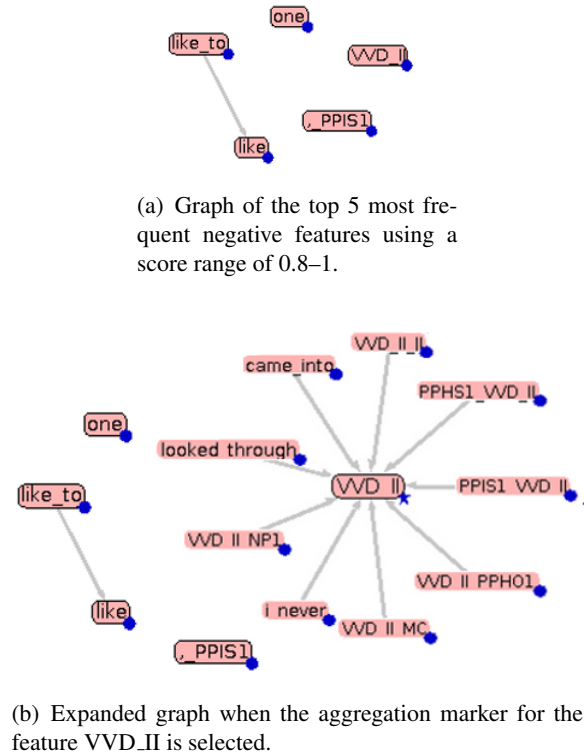 one
like_to
VVD_II
,_PPIS1
like
(a) Graph of the top 5 most fre-
quent negative features using a
score range of 0.8–1.
VVD_II_II
came_into
PPHS1_VVD_II
one
looked through
VVD_II
PPIS1 VVD_II
like_to
VVD II NP1
VVD II PPHO1
like
i never
VVD II MC
,_PPIS1
(b) Expanded graph when the aggregation marker for the
feature VVD_II is selected.